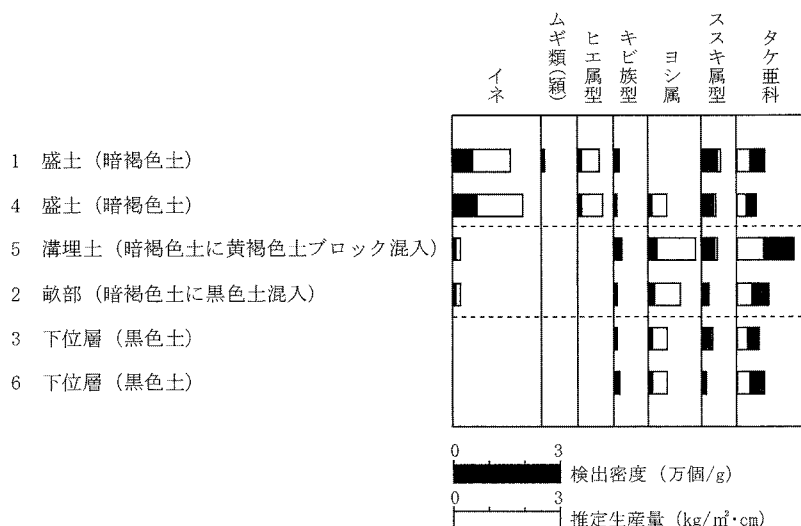 イネ
ムギ類(穎)
ヒエ属型
キビ族型
ヨシ属
ススキ属型
タケ亜科
1 盛土(暗褐色土)
4 盛土(暗褐色土)
5 溝埋土(暗褐色土に黄褐色土ブロック混入)
2 畝部(暗褐色土に黒色土混入)
3 下位層(黒色土)
6 下位層(黒色土)
0 3
検出密度(万個/g)
0 3
推定生産量(kg/㎡·cm)